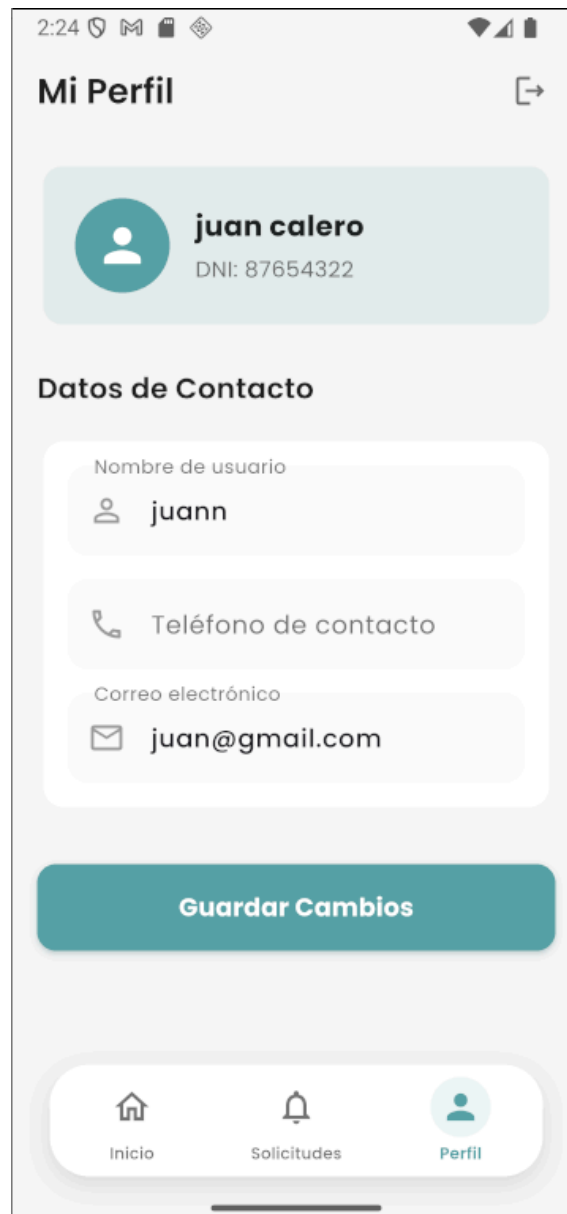 2:24
Mi Perfil
juan calero
DNI: 87654322
Datos de Contacto
Nombre de usuario
juann
Teléfono de contacto
Correo electrónico
juan@gmail.com
Guardar Cambios
Inicio
Solicitudes
Perfil